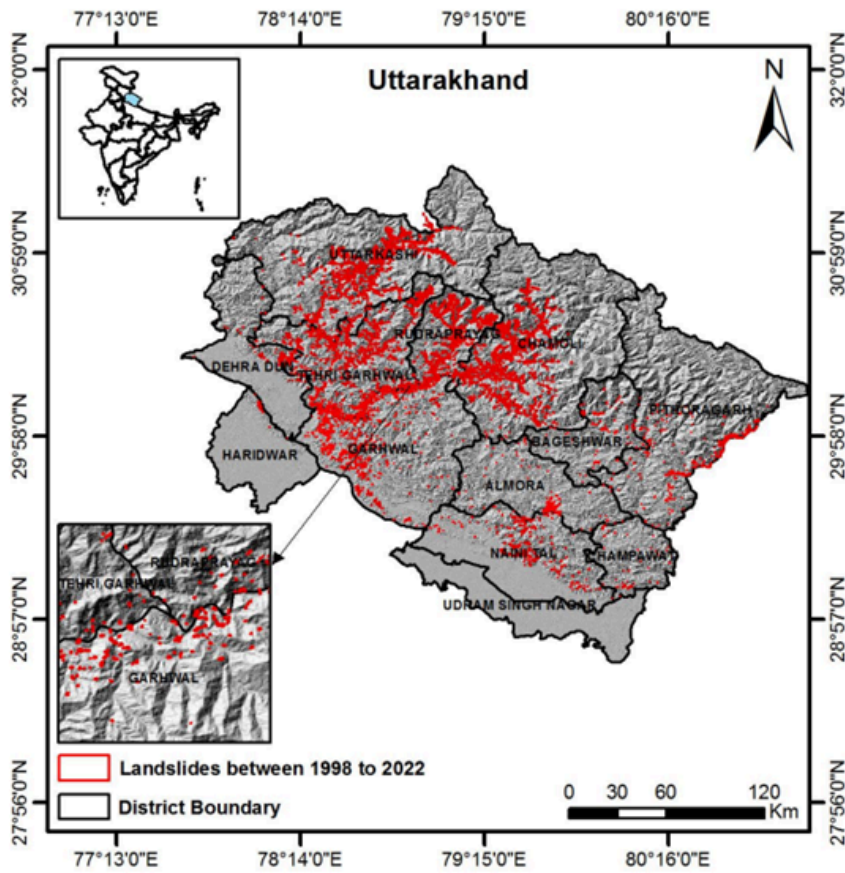 77°13'0"E 78°14'0"E 79°15'0"E 80°16'0"E
32°0'0"N
30°59'0"N
29°58'0"N
28°57'0"N
27°56'0"N
Uttarakhand
N
32°0'0"N
30°59'0"N
29°58'0"N
28°57'0"N
27°56'0"N
UTTARKASHI
RUDRAPRAYAG
CHAMOLI
DEHRA DUN
TEHRI GARHWAL
PITHORAGARH
HARIDWAR
GARHWAL
BAGESHWAR
ALMORA
NAINI TAL
CHAMPAWAT
UDRAM SINGH NAGAR
RUDRAPRAYAG
TEHRI GARHWAL
GARHWAL
Landslides between 1998 to 2022
District Boundary
0 30 60 120
Km
77°13'0"E 78°14'0"E 79°15'0"E 80°16'0"E